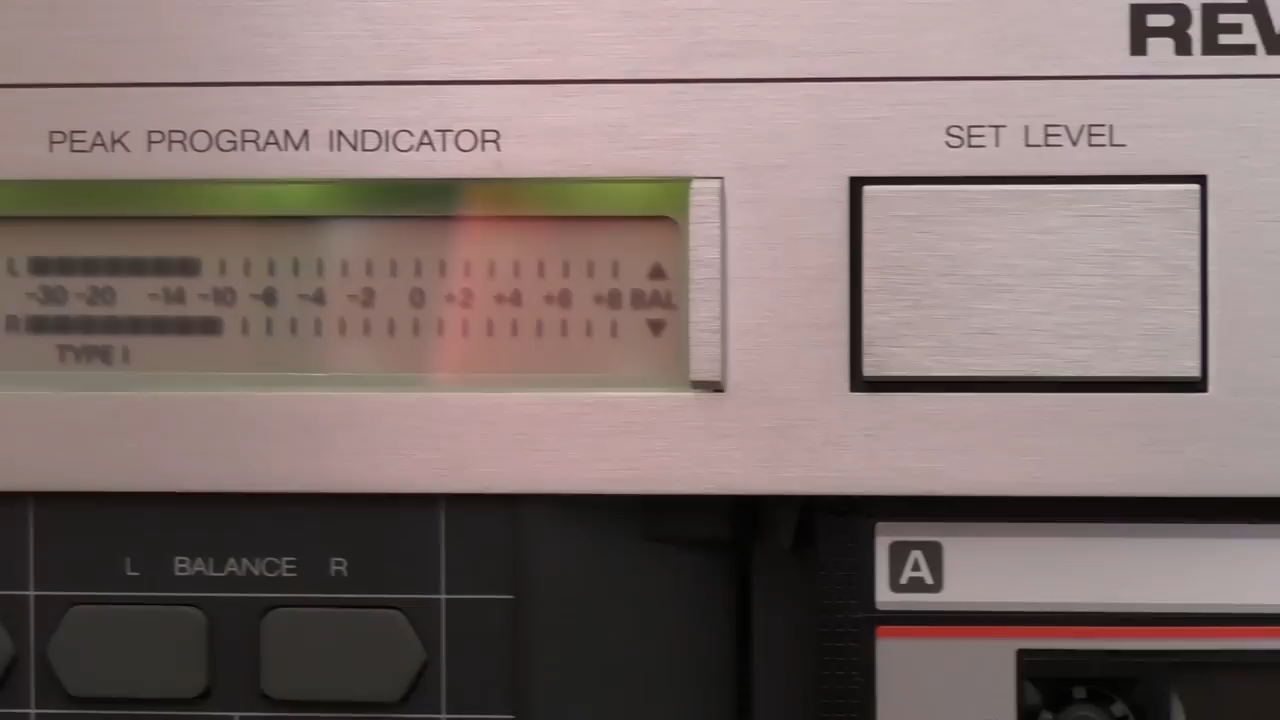 REV
PEAK PROGRAM INDICATOR
SET LEVEL
L
-30 -20 -14 -10 -6 -4 -2 0 +2 +4 +6 +8 BAL
R
TYPE I
L BALANCE R
A